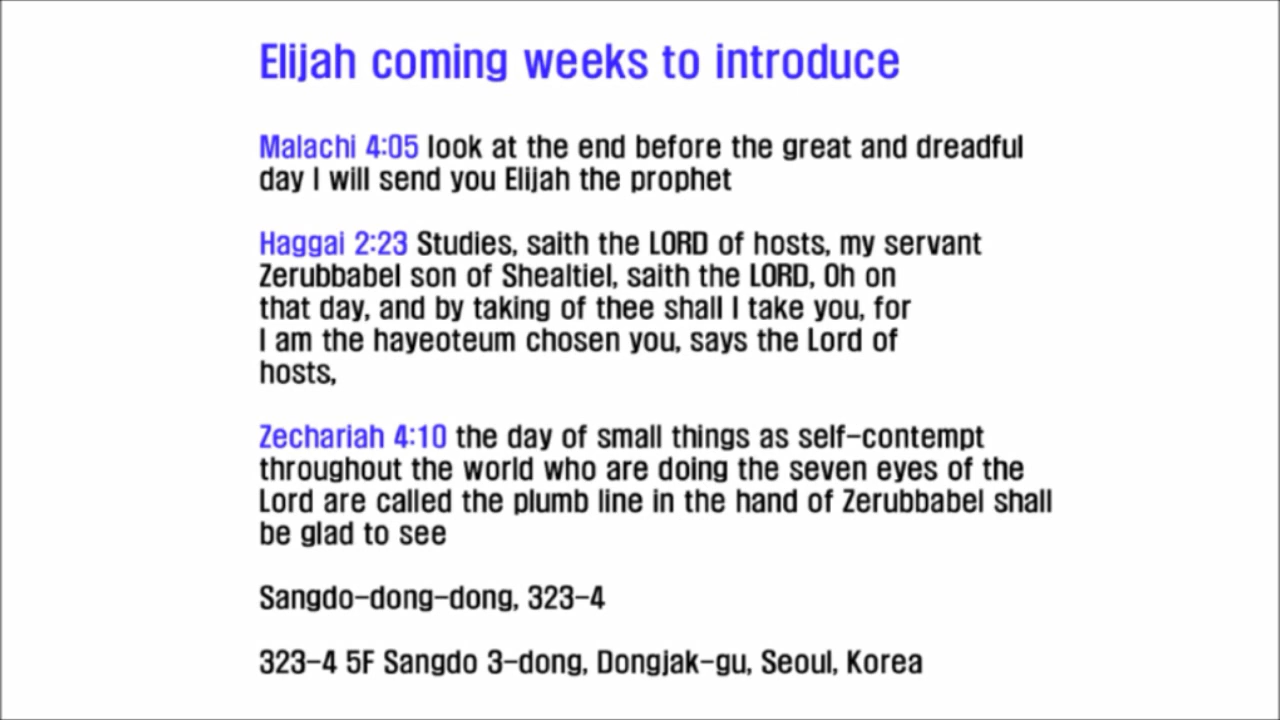 Elijah coming weeks to introduce
Malachi 4:05 look at the end before the great and dreadful
day I will send you Elijah the prophet
Haggai 2:23 Studies, saith the LORD of hosts, my servant
Zerubbabel son of Shealtiel, saith the LORD, Oh on
that day, and by taking of thee shall I take you, for
I am the hayeoteum chosen you, says the Lord of
hosts,
Zechariah 4:10 the day of small things as self-contempt
throughout the world who are doing the seven eyes of the
Lord are called the plumb line in the hand of Zerubbabel shall
be glad to see
Sangdo-dong-dong, 323-4
323-4 5F Sangdo 3-dong, Dongjak-gu, Seoul, Korea